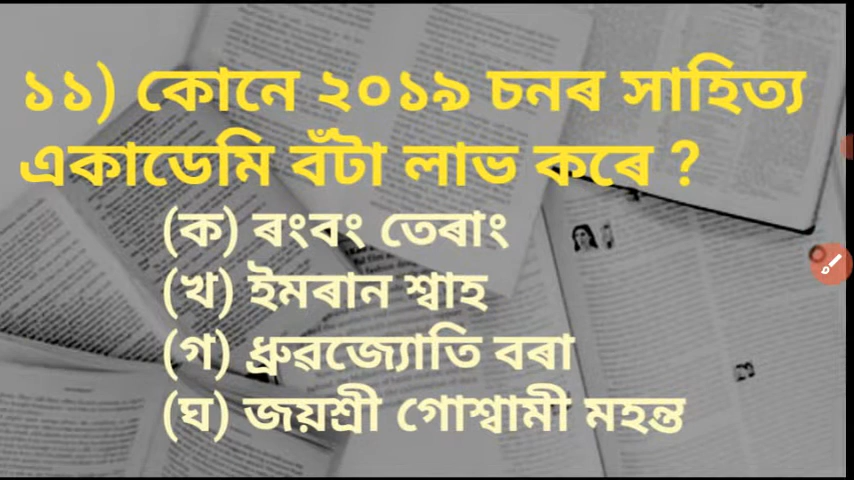 ১১) কোনে ২০১৯ চনৰ সাহিত্য
একাডেমি বঁটা লাভ কৰে ?
(ক) ৰংবং তেৰাং
(খ) ইমৰান শ্বাহ
(গ) ধ্ৰুৱজ্যোতি বৰা
(ঘ) জয়শ্ৰী গোশ্বামী মহন্ত